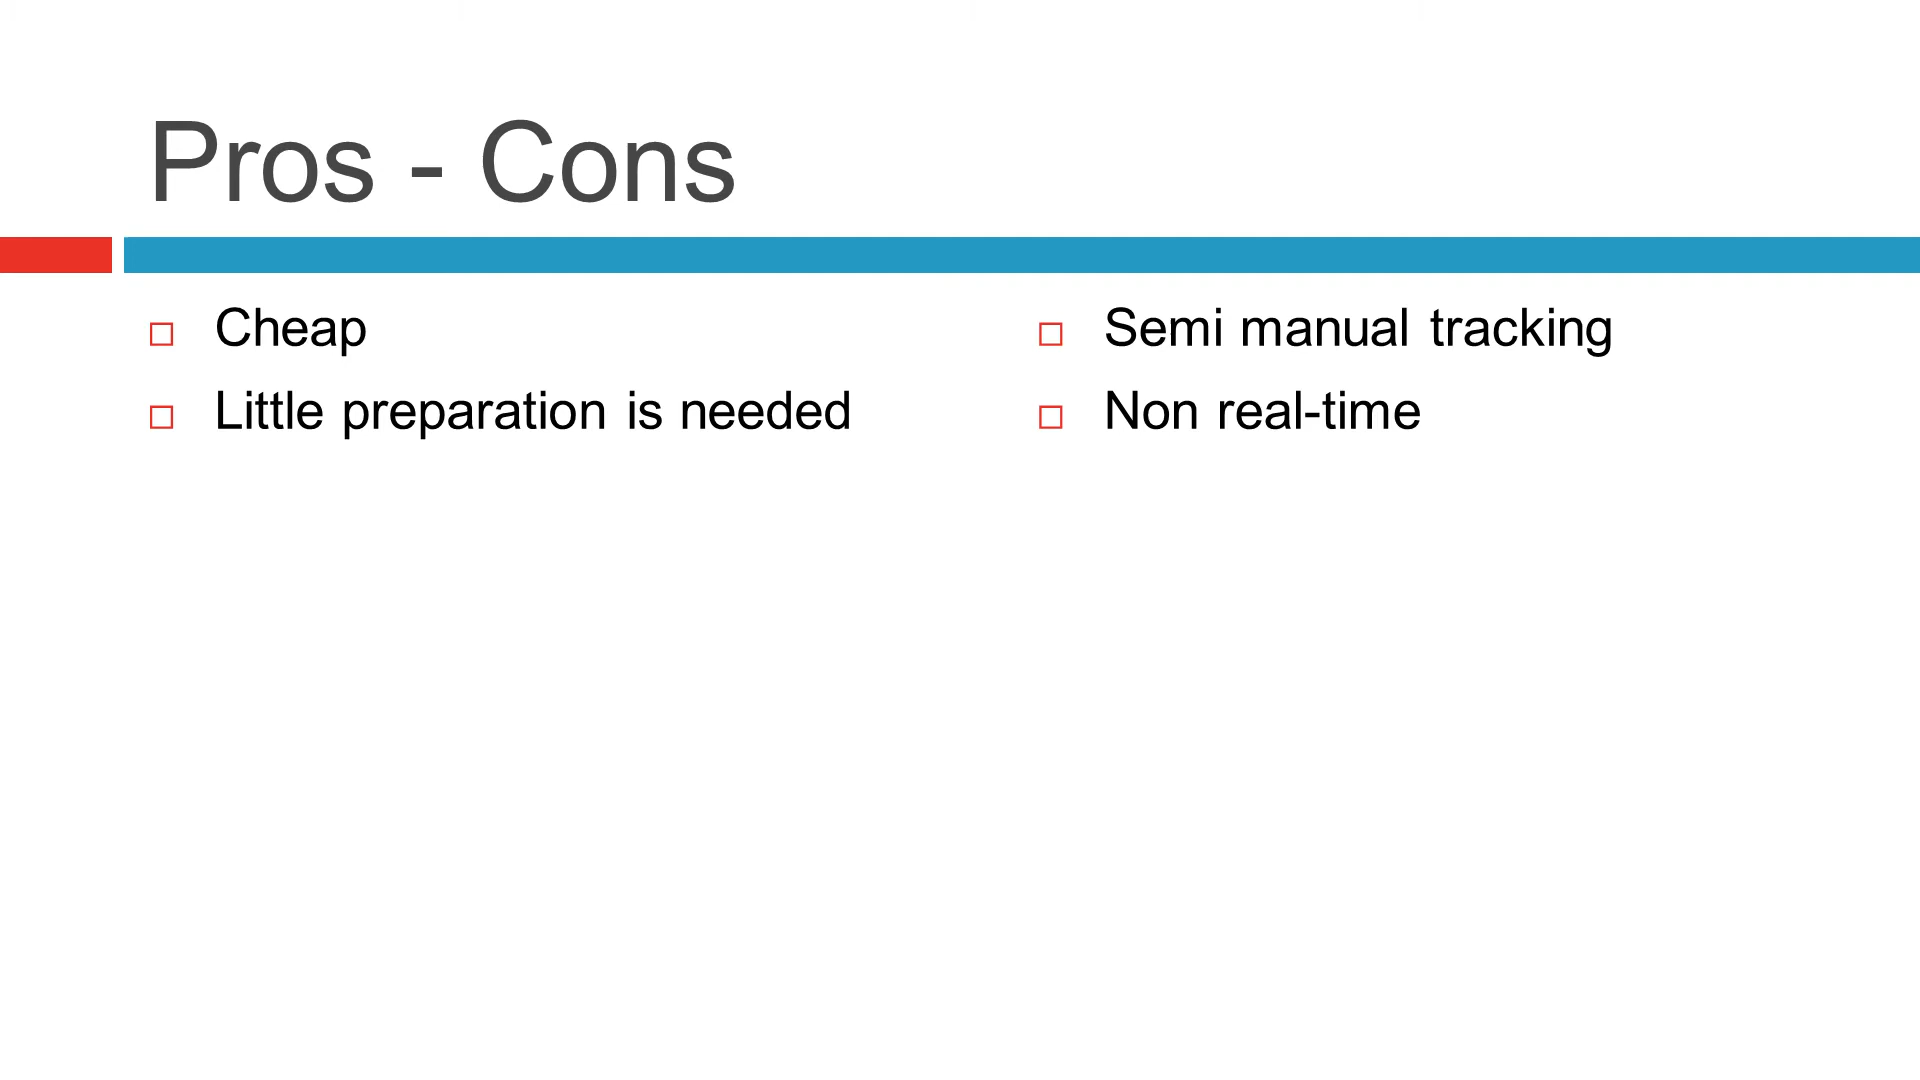 Pros - Cons
Cheap
Little preparation is needed
Semi manual tracking
Non real-time